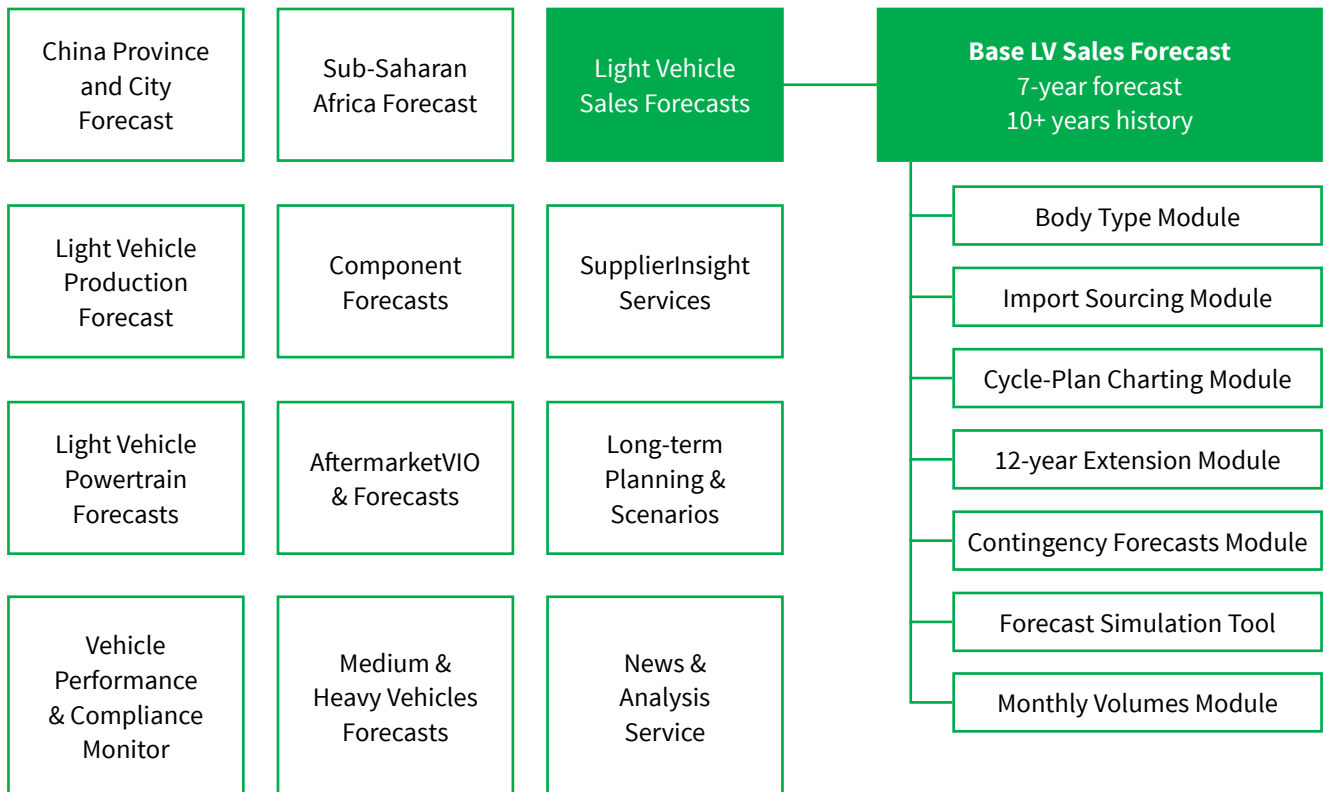 China Province
and City
Forecast
Sub-Saharan
Africa Forecast
Light Vehicle
Sales Forecasts
Base LV Sales Forecast
7-year forecast
10+ years history
Light Vehicle
Production
Forecast
Component
Forecasts
SupplierInsight
Services
Light Vehicle
Powertrain
Forecasts
AftermarketVIO
& Forecasts
Long-term
Planning &
Scenarios
Vehicle
Performance
& Compliance
Monitor
Medium &
Heavy Vehicles
Forecasts
News &
Analysis
Service
Body Type Module
Import Sourcing Module
Cycle-Plan Charting Module
12-year Extension Module
Contingency Forecasts Module
Forecast Simulation Tool
Monthly Volumes Module